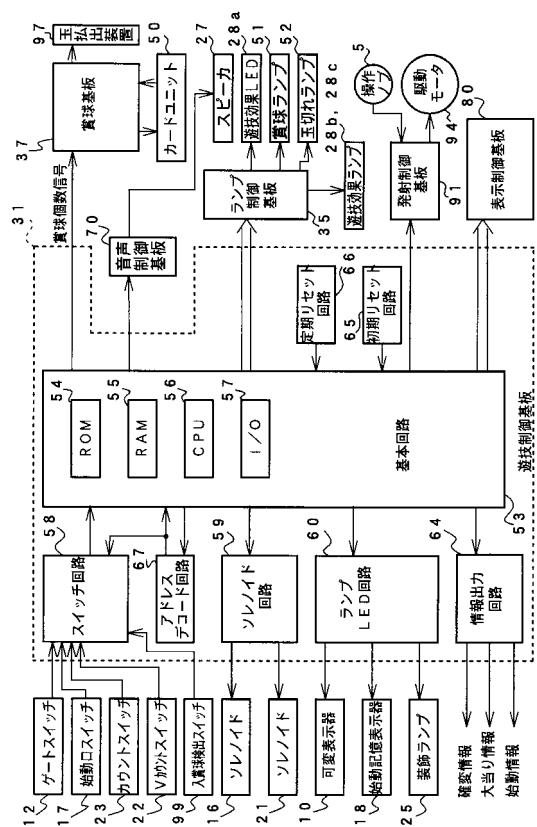 31
37
賞球基板
玉払出装置
97
カードユニット
50
賞球個数信号
70
音声
制御
基板
スピーカ
27
遊技効果LED
28a
賞球ランプ
51
玉切れランプ
52
ランプ
制御
基板
35
遊技効果ランプ
28b,28c
操作
ノブ
5
発射制御
基板
91
駆動
モータ
94
表示制御基板
80
定期リセット
回路
66
初期リセット
回路
65
ROM
54
RAM
55
CPU
56
I/O
57
基本回路
53
遊技制御基板
スイッチ回路
58
アドレス
デコード回路
67
ソレノイド
回路
59
ランプ
LED回路
60
情報出力
回路
64
12
ゲートスイッチ
17
始動口スイッチ
23
カウントスイッチ
22
Vカウントスイッチ
99
入賞球検出スイッチ
16
ソレノイド
21
ソレノイド
10
可変表示器
18
始動記憶表示器
25
装飾ランプ
確変情報
大当り情報
始動情報